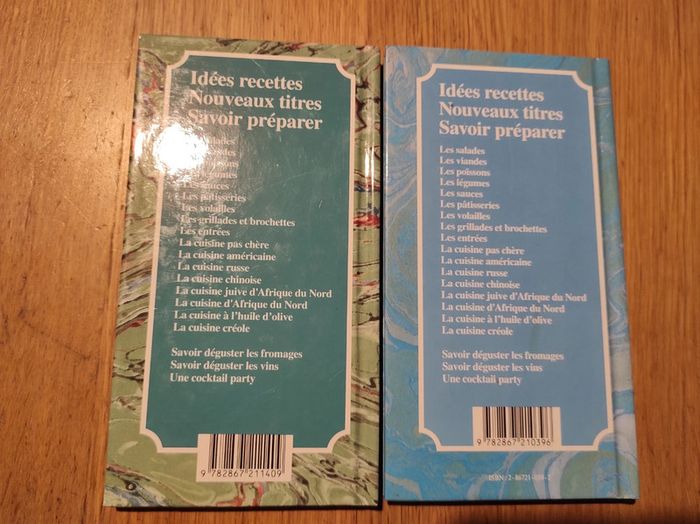 Idées recettes
Nouveaux titres
Savoir préparer
salades
Les pâtisseries
Les volailles
Les grillades et brochettes
Les entrées
La cuisine pas chère
La cuisine américaine
La cuisine russe
La cuisine chinoise
La cuisine juive d'Afrique du Nord
La cuisine d'Afrique du Nord
La cuisine à l'huile d'olive
La cuisine créole
Savoir déguster les fromages
Savoir déguster les vins
Une cocktail party
9 782867 211409
Idées recettes
Nouveaux titres
Savoir préparer
Les salades
Les viandes
Les poissons
Les légumes
Les sauces
Les pâtisseries
Les volailles
Les grillades et brochettes
Les entrées
La cuisine pas chère
La cuisine américaine
La cuisine russe
La cuisine chinoise
La cuisine juive d'Afrique du Nord
La cuisine d'Afrique du Nord
La cuisine à l'huile d'olive
La cuisine créole
Savoir déguster les fromages
Savoir déguster les vins
Une cocktail party
9 782867 210396